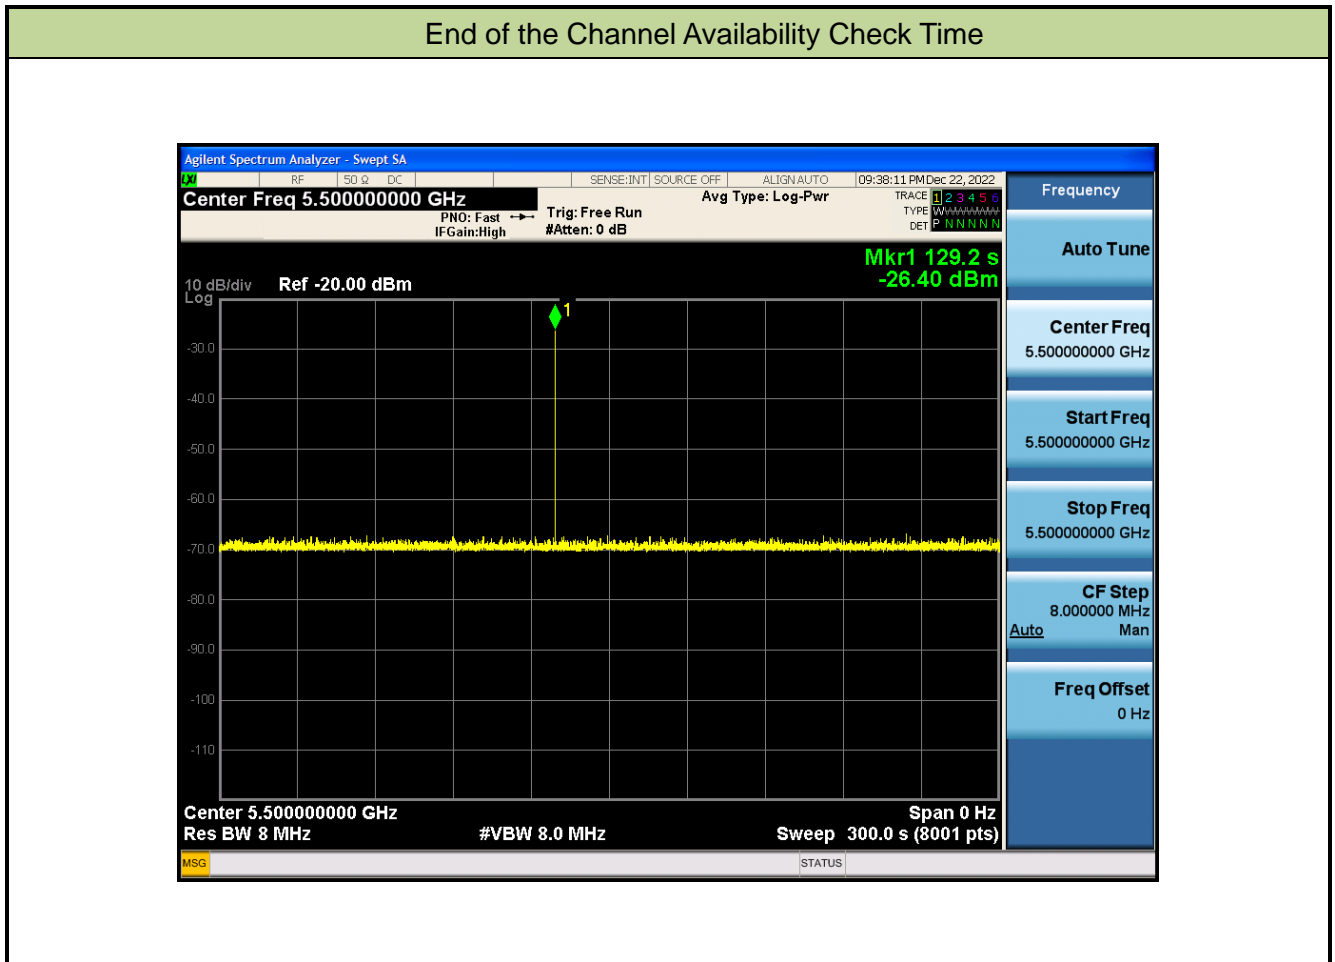 End of the Channel Availability Check Time
Agilent Spectrum Analyzer - Swept SA
LXI RF 50 Ω DC SENSE:INT SOURCE OFF ALIGN AUTO 09:38:11 PM Dec 22, 2022
Center Freq 5.500000000 GHz
PNO: Fast
IFGain:High
Trig: Free Run
#Atten: 0 dB
Avg Type: Log-Pwr
TRACE 1 2 3 4 5 6
TYPE WWWWWW
DET P N N N N N
Mkr1 129.2 s
-26.40 dBm
10 dB/div Ref -20.00 dBm
Log
1
-30.0
-40.0
-50.0
-60.0
-70.0
-80.0
-90.0
-100
-110
Center 5.500000000 GHz Span 0 Hz
Res BW 8 MHz #VBW 8.0 MHz Sweep 300.0 s (8001 pts)
MSG STATUS
Frequency
Auto Tune
Center Freq
5.500000000 GHz
Start Freq
5.500000000 GHz
Stop Freq
5.500000000 GHz
CF Step
8.000000 MHz
Auto Man
Freq Offset
0 Hz